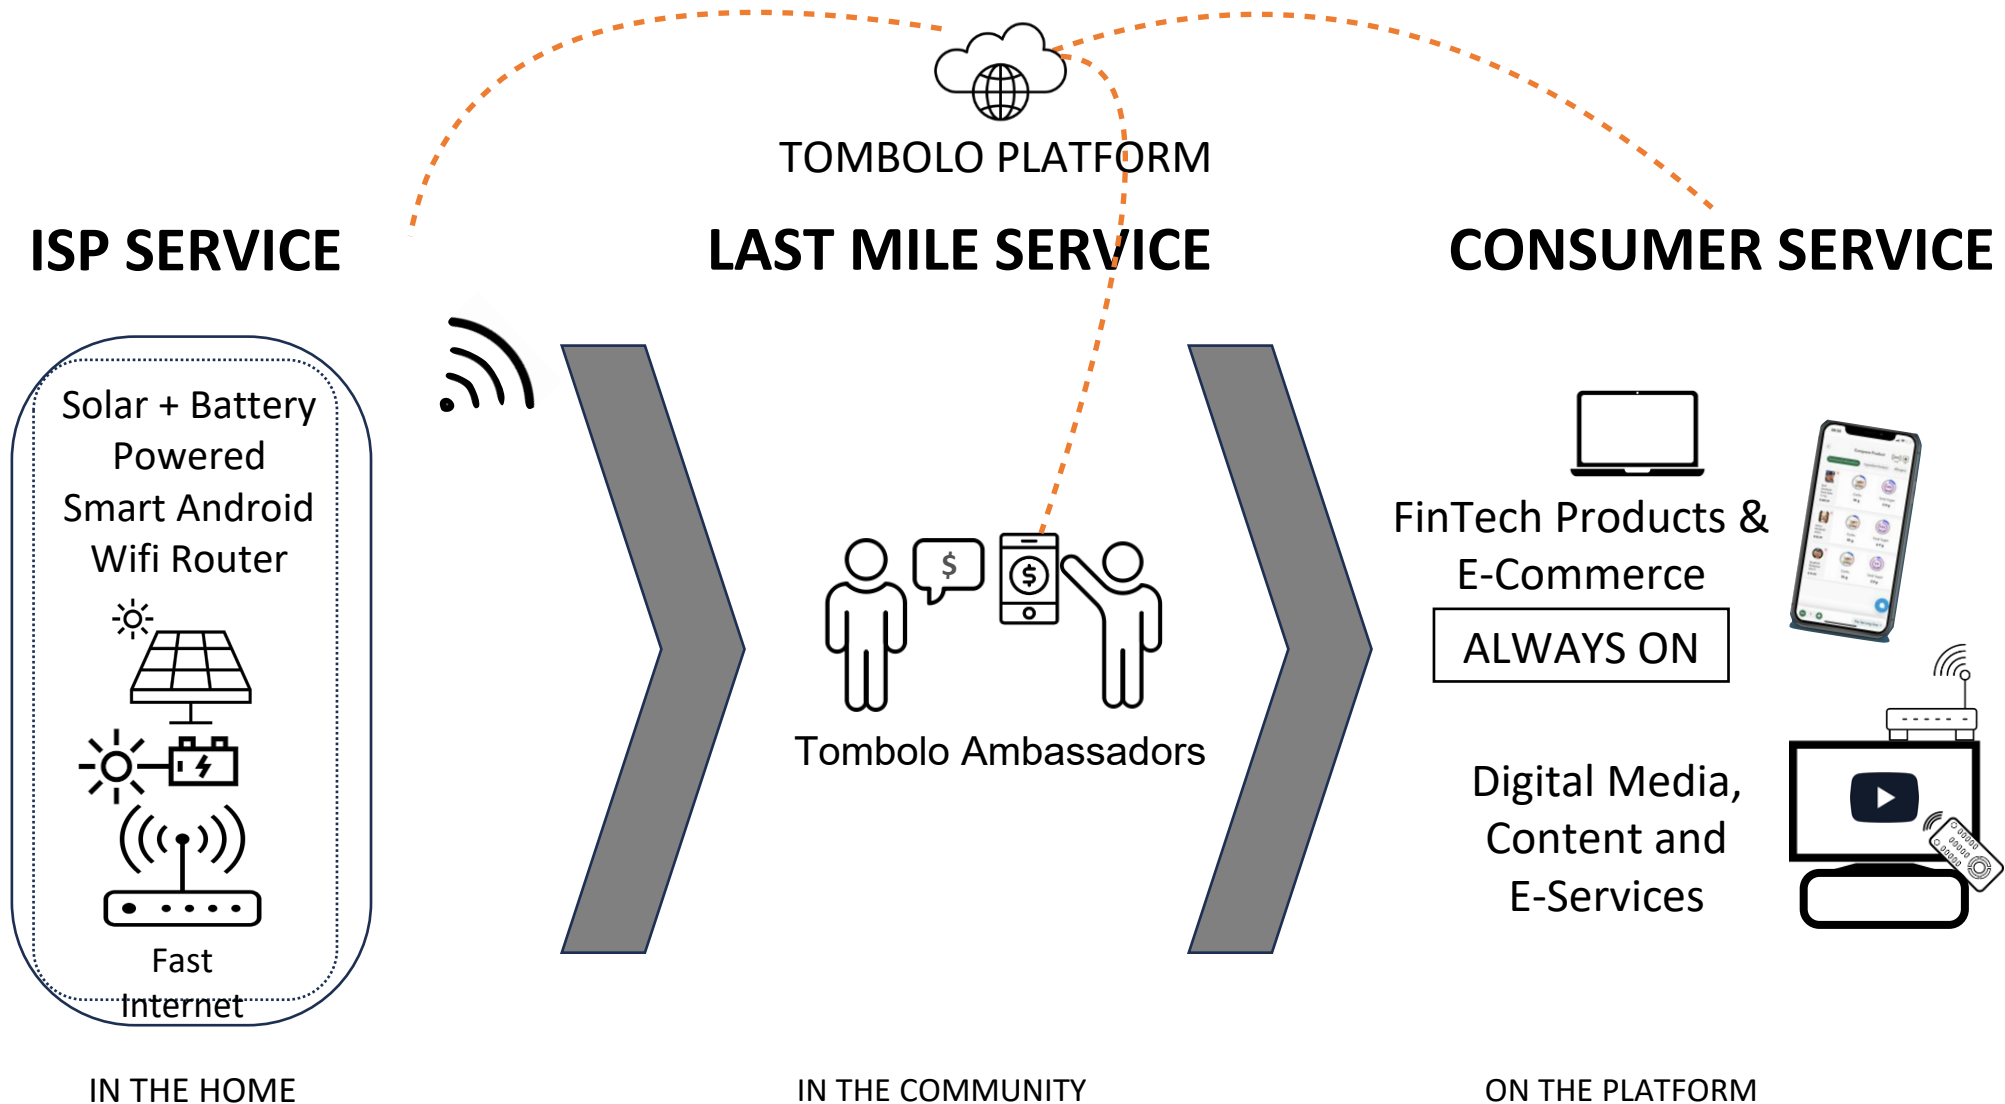 TOMBOLO PLATFORM
ISP SERVICE
LAST MILE SERVICE
CONSUMER SERVICE
Solar + Battery
Powered
Smart Android
Wifi Router
Fast
Internet
$
$
Tombolo Ambassadors
FinTech Products &
E-Commerce
ALWAYS ON
Digital Media,
Content and
E-Services
IN THE HOME
IN THE COMMUNITY
ON THE PLATFORM